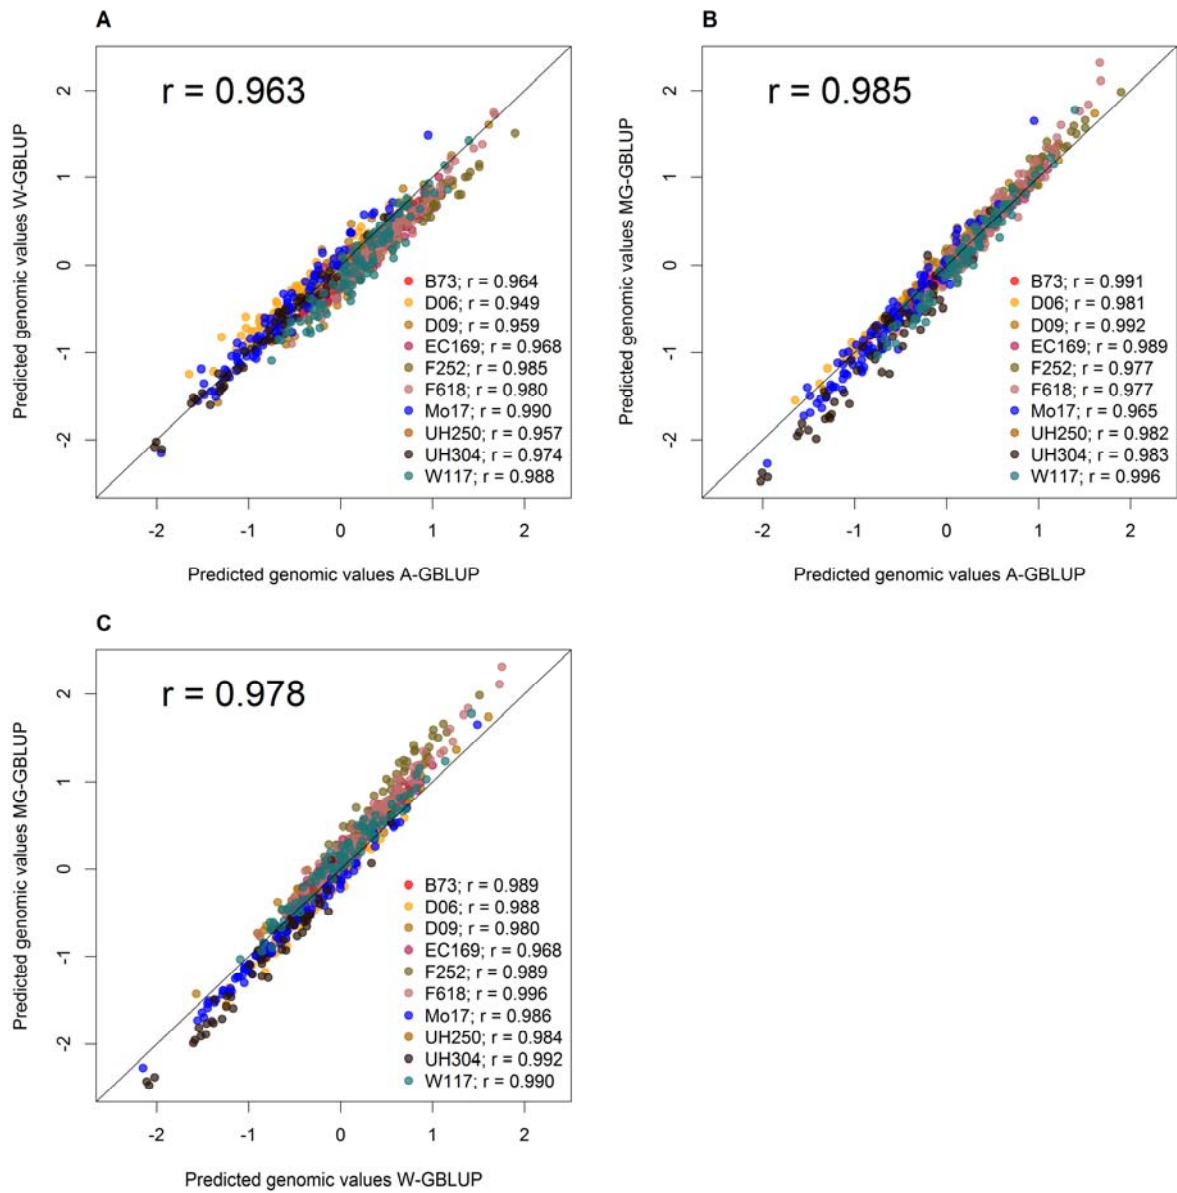 A
r = 0.963
Predicted genomic values W-GBLUP
2
1
0
-1
-2
B73; r = 0.964
D06; r = 0.949
D09; r = 0.959
EC169; r = 0.968
F252; r = 0.985
F618; r = 0.980
Mo17; r = 0.990
UH250; r = 0.957
UH304; r = 0.974
W117; r = 0.988
-2 -1 0 1 2
Predicted genomic values A-GBLUP
B
r = 0.985
Predicted genomic values MG-GBLUP
2
1
0
-1
-2
B73; r = 0.991
D06; r = 0.981
D09; r = 0.992
EC169; r = 0.989
F252; r = 0.977
F618; r = 0.977
Mo17; r = 0.965
UH250; r = 0.982
UH304; r = 0.983
W117; r = 0.996
-2 -1 0 1 2
Predicted genomic values A-GBLUP
C
r = 0.978
Predicted genomic values MG-GBLUP
2
1
0
-1
-2
B73; r = 0.989
D06; r = 0.988
D09; r = 0.980
EC169; r = 0.968
F252; r = 0.989
F618; r = 0.996
Mo17; r = 0.986
UH250; r = 0.984
UH304; r = 0.992
W117; r = 0.990
-2 -1 0 1 2
Predicted genomic values W-GBLUP